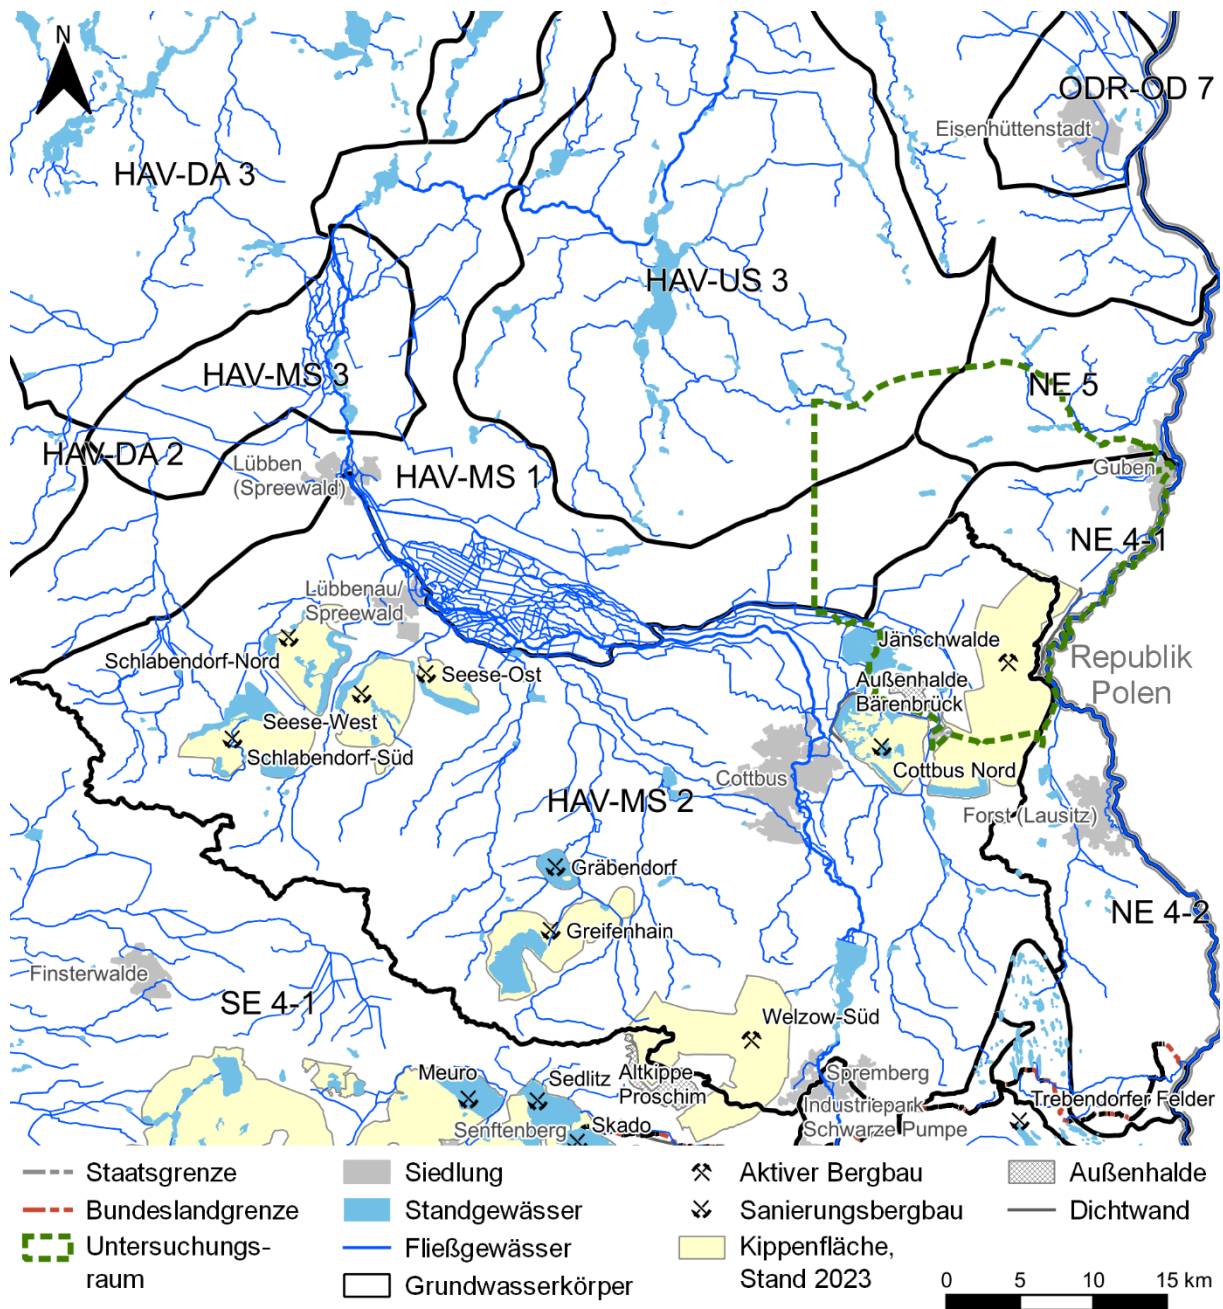 N
ODR-OD 7
Eisenhüttenstadt
HAV-DA 3
HAV-US 3
HAV-MS 3
NE 5
HAV-DA 2
Lübben
(Spreewald)
HAV-MS 1
Guben
NE 4-1
Lübbenau/
Spreewald
Jänschwalde
Republik
Polen
Schlabendorf-Nord
Seese-Ost
Außenhalde
Bärenbrück
Seese-West
Schlabendorf-Süd
Cottbus
Cottbus Nord
HAV-MS 2
Forst (Lausitz)
Gräbendorf
NE 4-2
Greifenhain
Finsterwalde
SE 4-1
Welzow-Süd
Meuro
Sedlitz
Altkippe
Proschim
Spremberg
Trebendorfer Felder
Senftenberg
Skado
Industriepark
Schwarze Pumpe
Staatsgrenze
Bundeslandgrenze
Untersuchungs-
raum
Siedlung
Standgewässer
Fließgewässer
Grundwasserkörper
Aktiver Bergbau
Sanierungsbergbau
Kippenfläche,
Stand 2023
Außenhalde
Dichtwand
0 5 10 15 km